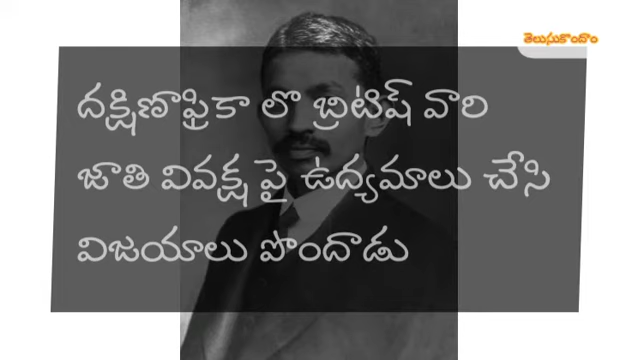 తెలుసుకొందాం
దక్షిణాఫ్రికా లొ బ్రిటిష్ వారి
జాతి వివక్ష పై ఉద్యమాలు చేసి
విజయాలు పొందాడు